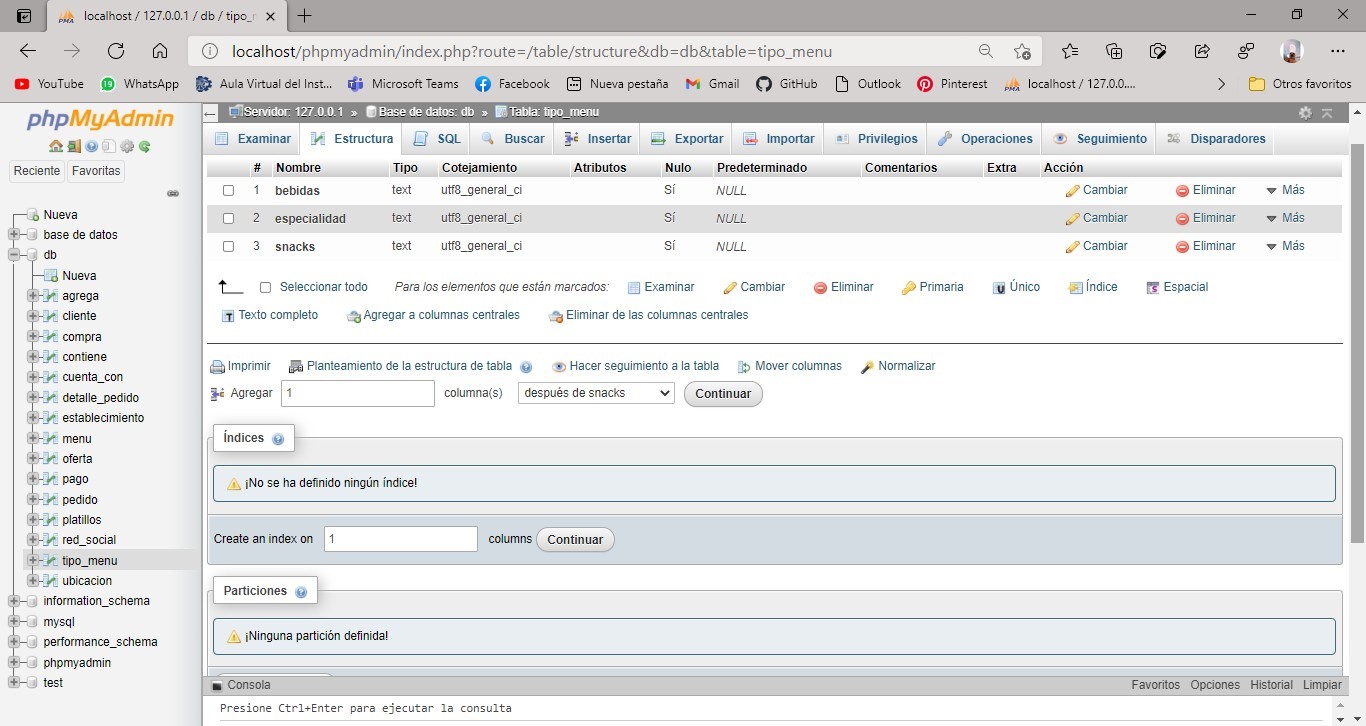 localhost / 127.0.0.1 / db / tipo_r
localhost/phpmyadmin/index.php?route=/table/structure&db=db&table=tipo_menu
YouTube WhatsApp Aula Virtual del Inst... Microsoft Teams Facebook Nueva pestaña Gmail GitHub Outlook Pinterest localhost / 127.0.0.... Otros favoritos
phpMyAdmin
Reciente Favoritas
Nueva
base de datos
db
Nueva
agrega
cliente
compra
contiene
cuenta_con
detalle_pedido
establecimiento
menu
oferta
pago
pedido
platillos
red_social
tipo_menu
ubicacion
information_schema
mysql
performance_schema
phpmyadmin
test
Servidor: 127.0.0.1 » Base de datos: db » Tabla: tipo_menu
Examinar Estructura SQL Buscar Insertar Exportar Importar Privilegios Operaciones Seguimiento Disparadores
# Nombre Tipo Cotejamiento Atributos Nulo Predeterminado Comentarios Extra Acción
1 bebidas text utf8_general_ci Sí NULL Cambiar Eliminar Más
2 especialidad text utf8_general_ci Sí NULL Cambiar Eliminar Más
3 snacks text utf8_general_ci Sí NULL Cambiar Eliminar Más
Seleccionar todo Para los elementos que están marcados: Examinar Cambiar Eliminar Primaria Único Índice Espacial
Texto completo Agregar a columnas centrales Eliminar de las columnas centrales
Imprimir Planteamiento de la estructura de tabla Hacer seguimiento a la tabla Mover columnas Normalizar
Agregar 1 columna(s) después de snacks Continuar
Índices
¡No se ha definido ningún índice!
Create an index on 1 columns Continuar
Particiones
¡Ninguna partición definida!
Consola Favoritos Opciones Historial Limpiar
Presione Ctrl+Enter para ejecutar la consulta